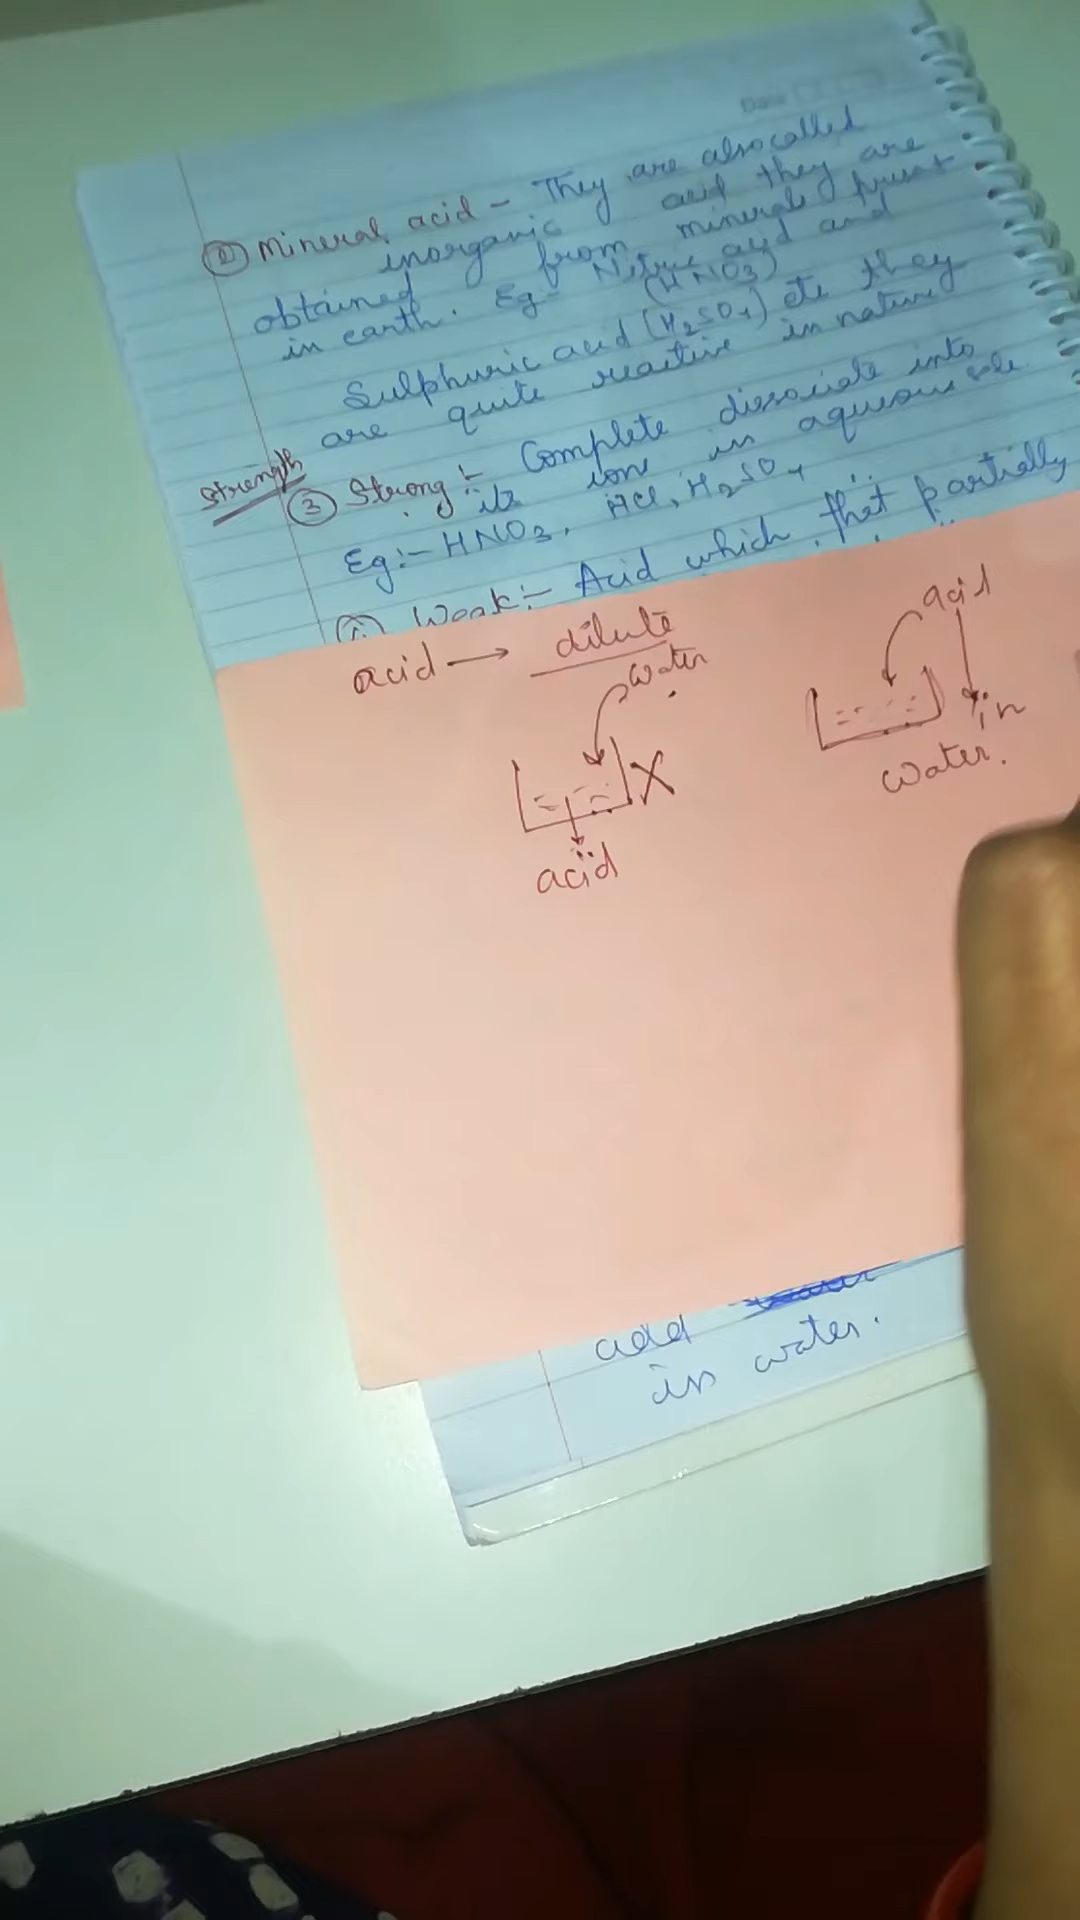 Date
② Mineral acid - They are also called
inorganic acid they are
obtained from minerals present
in earth. Eg - Nitric acid and
(HNO3)
Sulphuric acid (H2SO4) etc they
are quite reactive in nature
Strength
③ Strong :- Complete dissociate into
its ions in aqueous soln.
Eg:- HNO3, HCl, H2SO4
Weak:- Acid which that partially
acid → dilute
water
X
acid
acid
in
water.
add
in water.